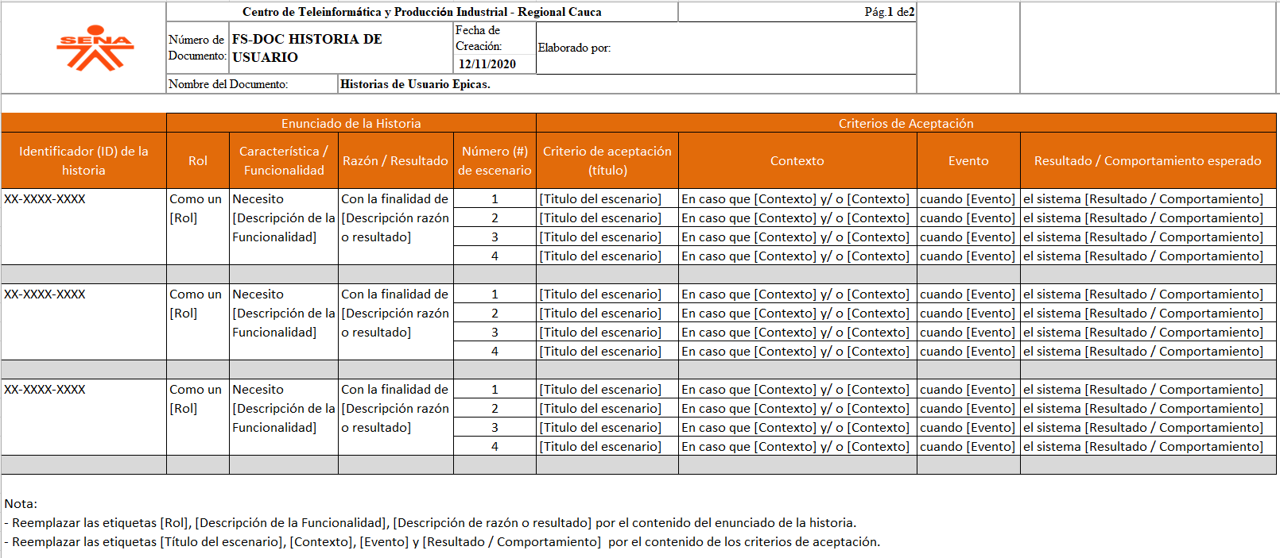 Centro de Teleinformática y Producción Industrial - Regional Cauca
Pág.1 de2
SENA
Número de Documento:
FS-DOC HISTORIA DE USUARIO
Fecha de Creación:
12/11/2020
Elaborado por:
Nombre del Documento:
Historias de Usuario Epicas.
Enunciado de la Historia
Criterios de Aceptación
Identificador (ID) de la historia
Rol
Característica / Funcionalidad
Razón / Resultado
Número (#) de escenario
Criterio de aceptación (título)
Contexto
Evento
Resultado / Comportamiento esperado
XX-XXXX-XXXX
Como un [Rol]
Necesito [Descripción de la Funcionalidad]
Con la finalidad de [Descripción razón o resultado]
1 [Titulo del escenario] En caso que [Contexto] y/ o [Contexto] cuando [Evento] el sistema [Resultado / Comportamiento]
2 [Titulo del escenario] En caso que [Contexto] y/ o [Contexto] cuando [Evento] el sistema [Resultado / Comportamiento]
3 [Titulo del escenario] En caso que [Contexto] y/ o [Contexto] cuando [Evento] el sistema [Resultado / Comportamiento]
4 [Titulo del escenario] En caso que [Contexto] y/ o [Contexto] cuando [Evento] el sistema [Resultado / Comportamiento]
XX-XXXX-XXXX
Como un [Rol]
Necesito [Descripción de la Funcionalidad]
Con la finalidad de [Descripción razón o resultado]
1 [Titulo del escenario] En caso que [Contexto] y/ o [Contexto] cuando [Evento] el sistema [Resultado / Comportamiento]
2 [Titulo del escenario] En caso que [Contexto] y/ o [Contexto] cuando [Evento] el sistema [Resultado / Comportamiento]
3 [Titulo del escenario] En caso que [Contexto] y/ o [Contexto] cuando [Evento] el sistema [Resultado / Comportamiento]
4 [Titulo del escenario] En caso que [Contexto] y/ o [Contexto] cuando [Evento] el sistema [Resultado / Comportamiento]
XX-XXXX-XXXX
Como un [Rol]
Necesito [Descripción de la Funcionalidad]
Con la finalidad de [Descripción razón o resultado]
1 [Titulo del escenario] En caso que [Contexto] y/ o [Contexto] cuando [Evento] el sistema [Resultado / Comportamiento]
2 [Titulo del escenario] En caso que [Contexto] y/ o [Contexto] cuando [Evento] el sistema [Resultado / Comportamiento]
3 [Titulo del escenario] En caso que [Contexto] y/ o [Contexto] cuando [Evento] el sistema [Resultado / Comportamiento]
4 [Titulo del escenario] En caso que [Contexto] y/ o [Contexto] cuando [Evento] el sistema [Resultado / Comportamiento]
Nota:
- Reemplazar las etiquetas [Rol], [Descripción de la Funcionalidad], [Descripción de razón o resultado] por el contenido del enunciado de la historia.
- Reemplazar las etiquetas [Título del escenario], [Contexto], [Evento] y [Resultado / Comportamiento] por el contenido de los criterios de aceptación.